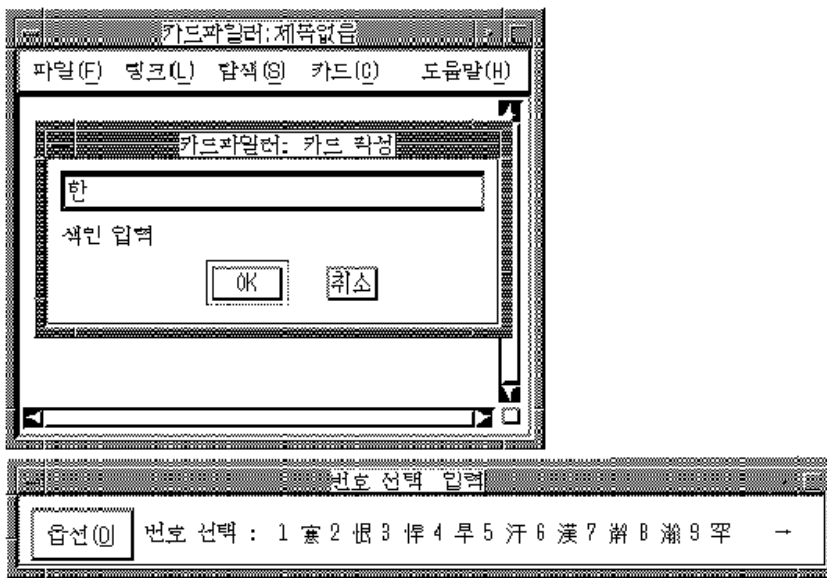 카드파일러:제목없음
파일(F) 링크(L) 탐색(S) 카드(C) 도움말(H)
카드파일러: 카드 작성
한
색인 입력
OK 취소
번호 선택 입력
옵션(O) 번호 선택 : 1 寒 2 恨 3 悍 4 旱 5 汗 6 漢 7 澣 8 瀚 9 罕 →